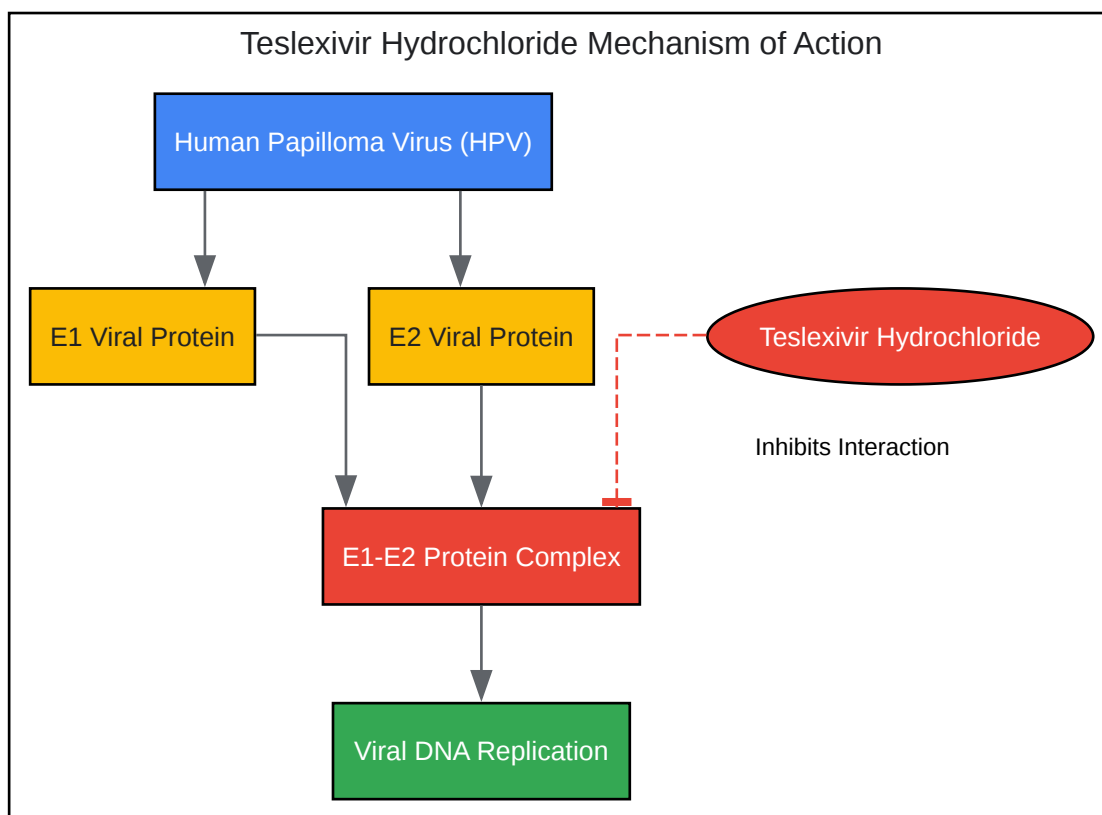 Teslexivir Hydrochloride Mechanism of Action
Human Papilloma Virus (HPV)
E1 Viral Protein
E2 Viral Protein
Teslexivir Hydrochloride
Inhibits Interaction
E1-E2 Protein Complex
Viral DNA Replication